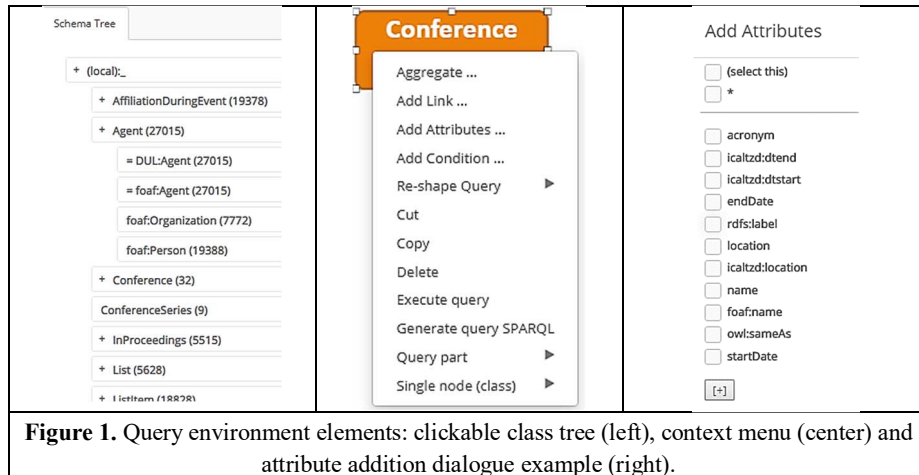 Schema Tree
+ (local):_
+ AffiliationDuringEvent (19378)
+ Agent (27015)
= DUL:Agent (27015)
= foaf:Agent (27015)
foaf:Organization (7772)
foaf:Person (19388)
+ Conference (32)
ConferenceSeries (9)
+ InProceedings (5515)
+ List (5628)
+ ListItem (18828)
Conference
Aggregate ...
Add Link ...
Add Attributes ...
Add Condition ...
Re-shape Query
Cut
Copy
Delete
Execute query
Generate query SPARQL
Query part
Single node (class)
Add Attributes
(select this)
*
acronym
icaltzd:dtend
icaltzd:dtstart
endDate
rdfs:label
location
icaltzd:location
name
foaf:name
owl:sameAs
startDate
[+]
Figure 1. Query environment elements: clickable class tree (left), context menu (center) and
attribute addition dialogue example (right).